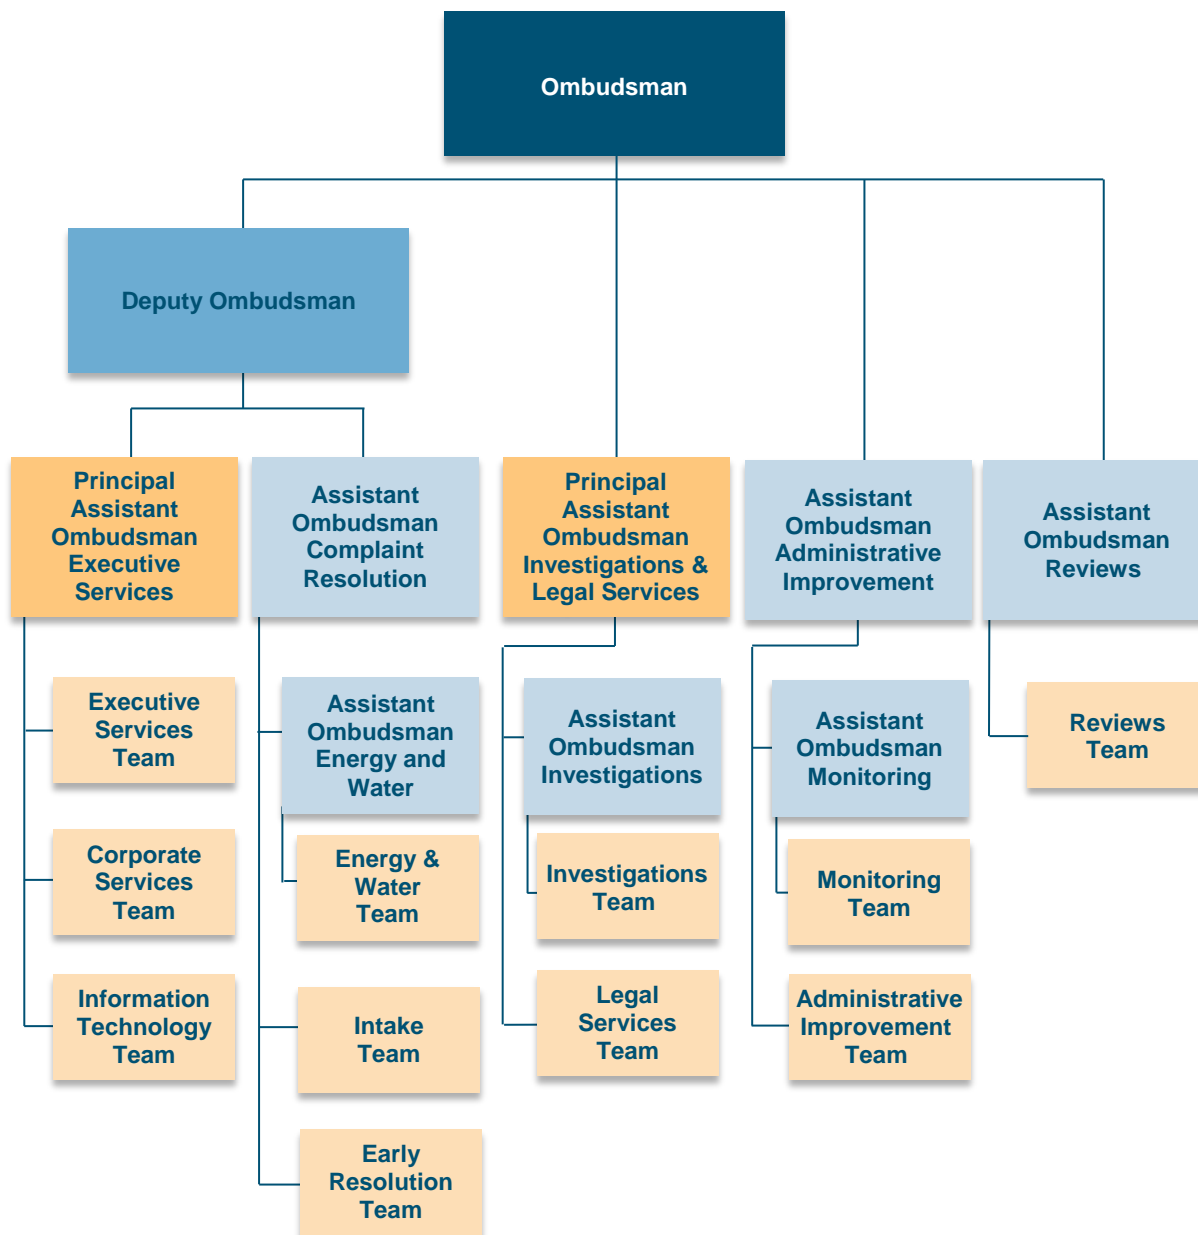 Ombudsman
Deputy Ombudsman
Principal
Assistant
Ombudsman
Executive
Services
Assistant
Ombudsman
Complaint
Resolution
Principal
Assistant
Ombudsman
Investigations &
Legal Services
Assistant
Ombudsman
Administrative
Improvement
Assistant
Ombudsman
Reviews
Executive
Services
Team
Corporate
Services
Team
Information
Technology
Team
Assistant
Ombudsman
Energy and
Water
Energy &
Water
Team
Intake
Team
Early
Resolution
Team
Assistant
Ombudsman
Investigations
Investigations
Team
Legal
Services
Team
Assistant
Ombudsman
Monitoring
Monitoring
Team
Administrative
Improvement
Team
Reviews
Team